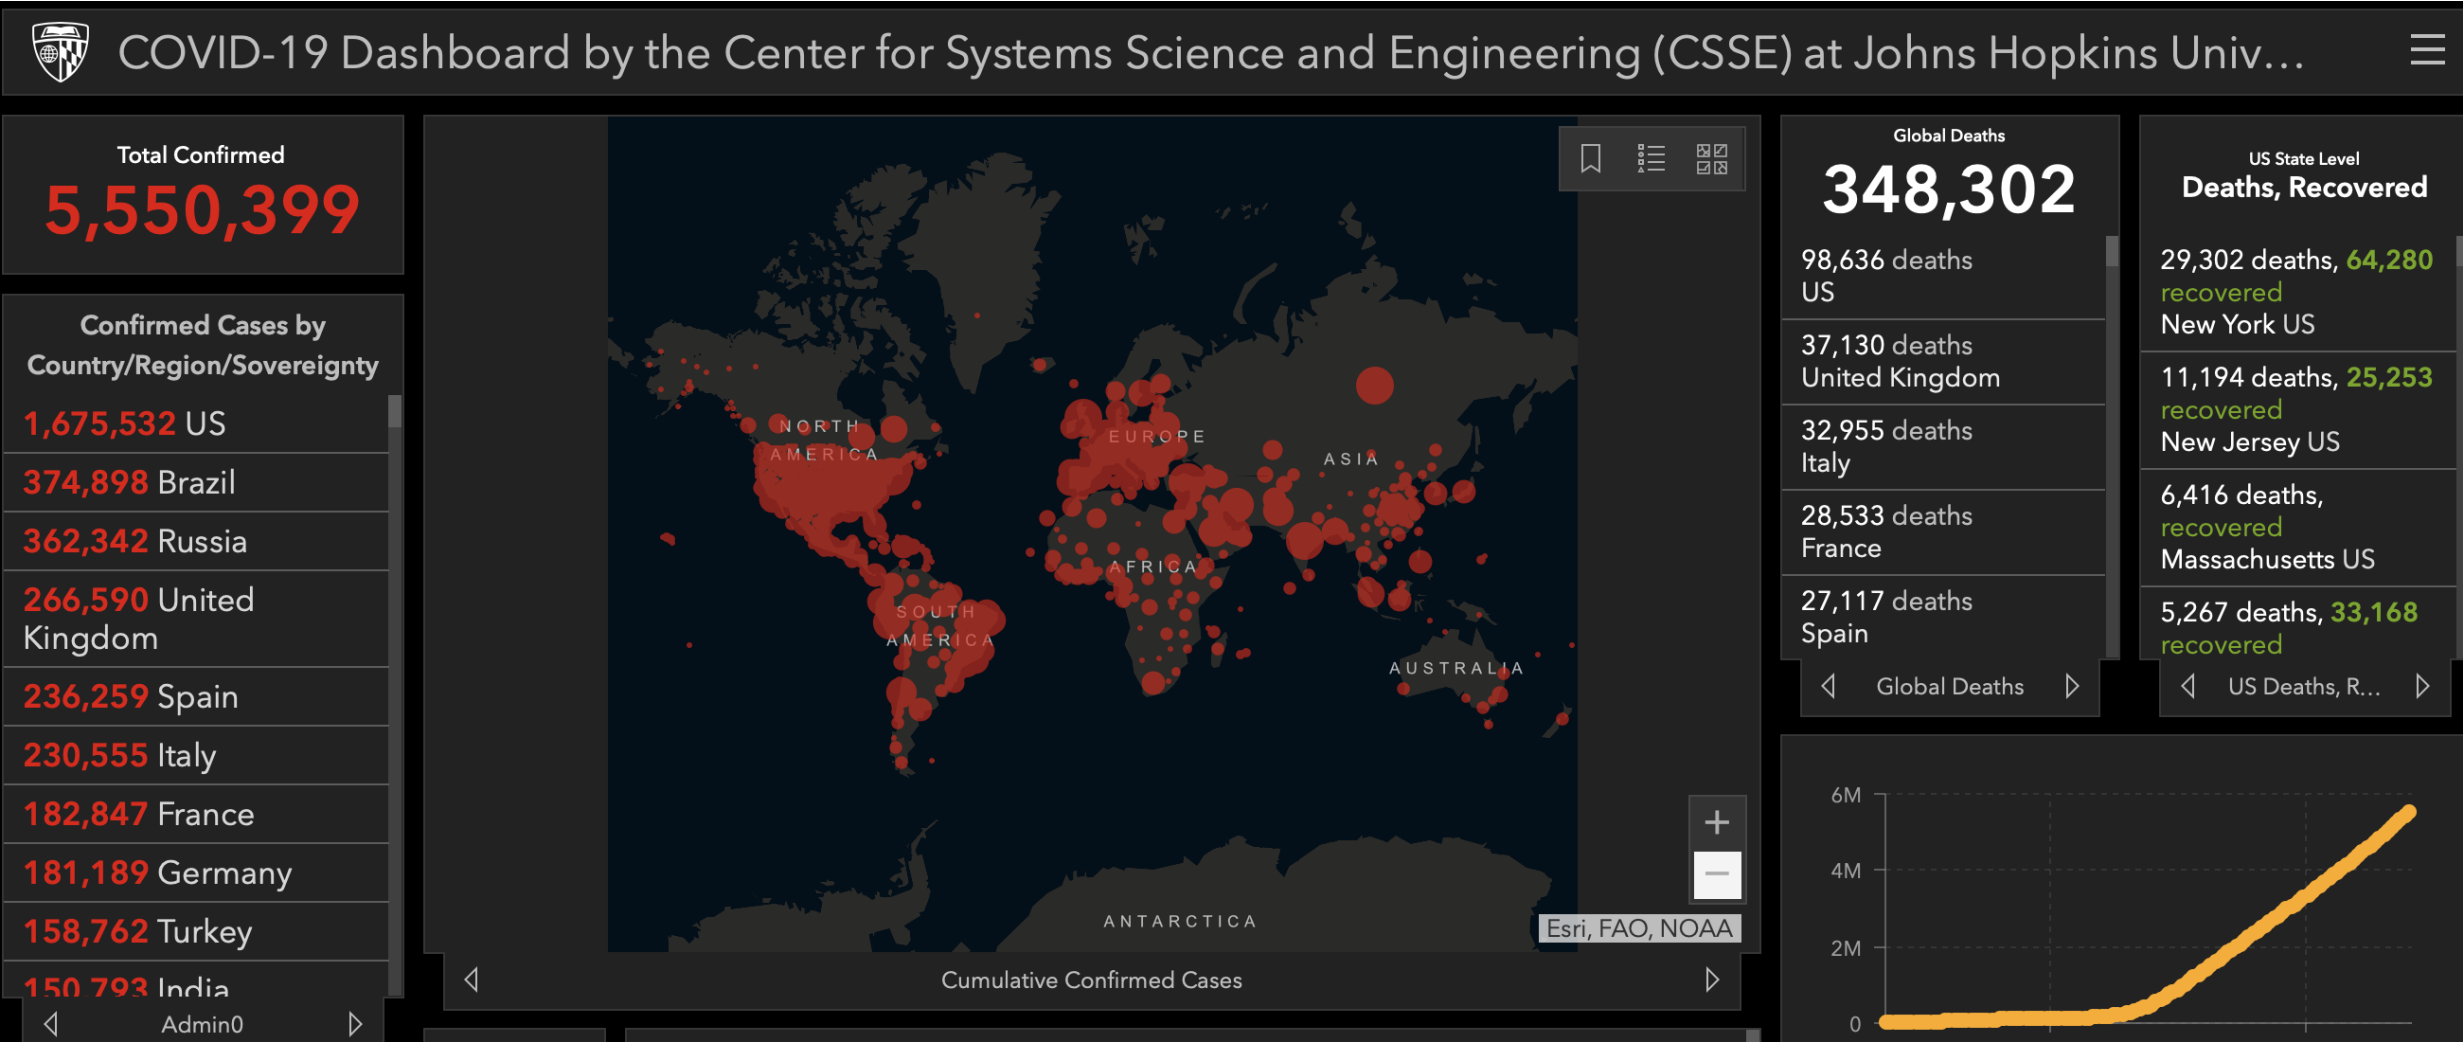 COVID-19 Dashboard by the Center for Systems Science and Engineering (CSSE) at Johns Hopkins Univ...
Total Confirmed
5,550,399
Confirmed Cases by
Country/Region/Sovereignty
1,675,532 US
374,898 Brazil
362,342 Russia
266,590 United
Kingdom
236,259 Spain
230,555 Italy
182,847 France
181,189 Germany
158,762 Turkey
150,793 India
Admin0
NORTH
AMERICA
EUROPE
ASIA
AFRICA
SOUTH
AMERICA
AUSTRALIA
ANTARCTICA
Esri, FAO, NOAA
Cumulative Confirmed Cases
Global Deaths
348,302
98,636 deaths
US
37,130 deaths
United Kingdom
32,955 deaths
Italy
28,533 deaths
France
27,117 deaths
Spain
Global Deaths
US State Level
Deaths, Recovered
29,302 deaths, 64,280
recovered
New York US
11,194 deaths, 25,253
recovered
New Jersey US
6,416 deaths,
recovered
Massachusetts US
5,267 deaths, 33,168
recovered
US Deaths, R...
6M
4M
2M
0